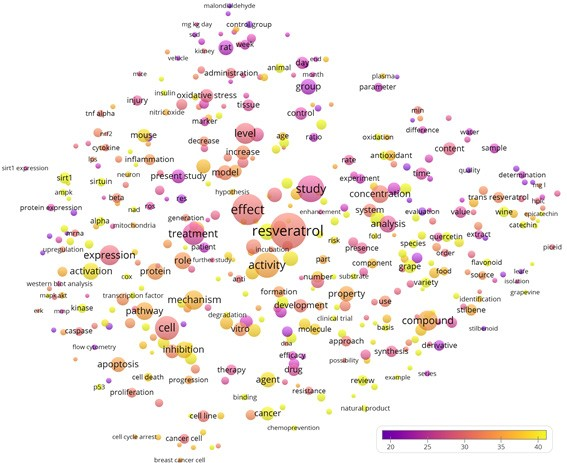 malondialdehyde
mg kg day
control group
sod
rat
week
kidney
vehicle
day
end
mice
administration
animal
month
plasma
insulin
group
parameter
injury
oxidative stress
tissue
nitric oxide
control
min
tnf alpha
marker
difference
water
nrf2
mouse
level
age
ratio
oxidation
cytokine
decrease
content
sample
lps
inflammation
increase
rate
antioxidant
sirt1 expression
neuron
model
time
quality
determination
sirt1
sirtuin
present study
experiment
mg l
ampk
hypothesis
study
concentration
beta
ros
trans resveratrol
protein expression
nad
effect
enhancement
system
evaluation
value
wine
epicatechin
alpha
generation
analysis
extract
catechin
mrna
mitochondria
treatment
resveratrol
fold
quercetin
upregulation
patient
incubation
risk
presence
species
order
piceid
expression
role
further study
part
component
grape
flavonoid
activation
protein
activity
food
source
leafe
cox
anti
number
substrate
variety
isolation
western blot analysis
formation
property
grapevine
mare akt
transcription factor
mechanism
development
use
identification
erk
kinase
pathway
degradation
clinical trial
stilbene
caspase
cell
vitro
molecule
basis
compound
stilbenoid
dna
approach
flow cytometry
inhibition
efficacy
synthesis
derivative
apoptosis
drug
possibility
therapy
series
cell death
progression
agent
review
example
p53
proliferation
resistance
binding
cell line
cancer
natural product
chemoprevention
cell cycle arrest
cancer cell
breast cancer cell
20 25 30 35 40